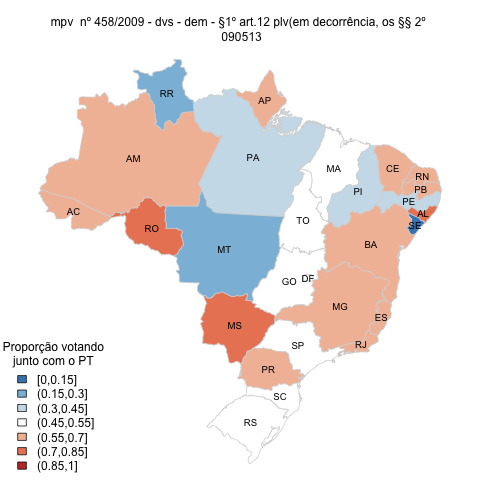 mpv nº 458/2009 - dvs - dem - §1º art.12 plv(em decorrência, os §§ 2º
090513
RR
AP
AM
PA
MA
CE
RN
PB
PI
PE
AC
AL
SE
RO
TO
MT
BA
GO
DF
MG
ES
MS
SP
RJ
PR
SC
RS
Proporção votando
junto com o PT
[0,0.15]
(0.15,0.3]
(0.3,0.45]
(0.45,0.55]
(0.55,0.7]
(0.7,0.85]
(0.85,1]